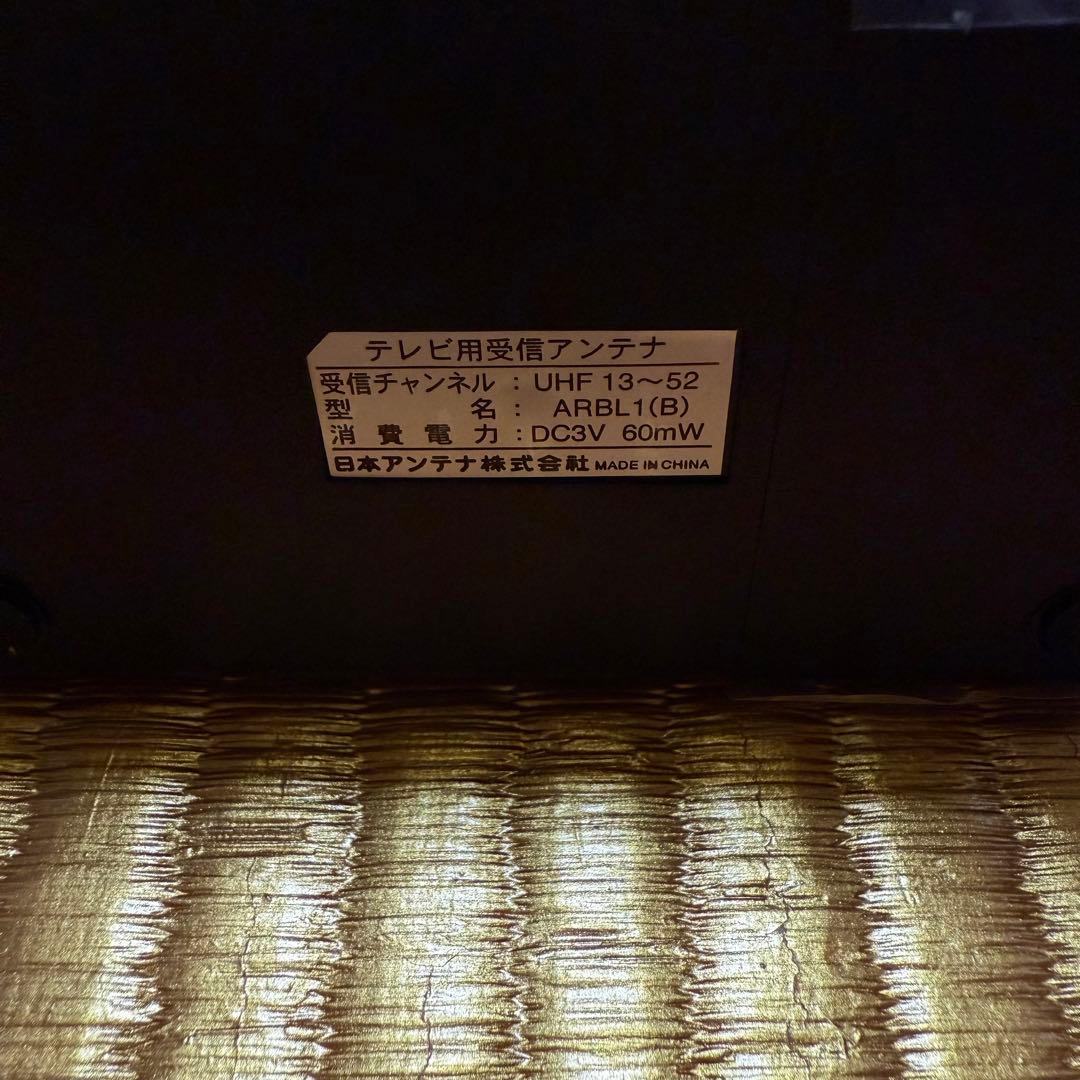 テレビ用受信アンテナ
受信チャンネル : UHF 13～52
型名 : ARBL1(B)
消費電力 : DC3V 60mW
日本アンテナ株式会社 MADE IN CHINA